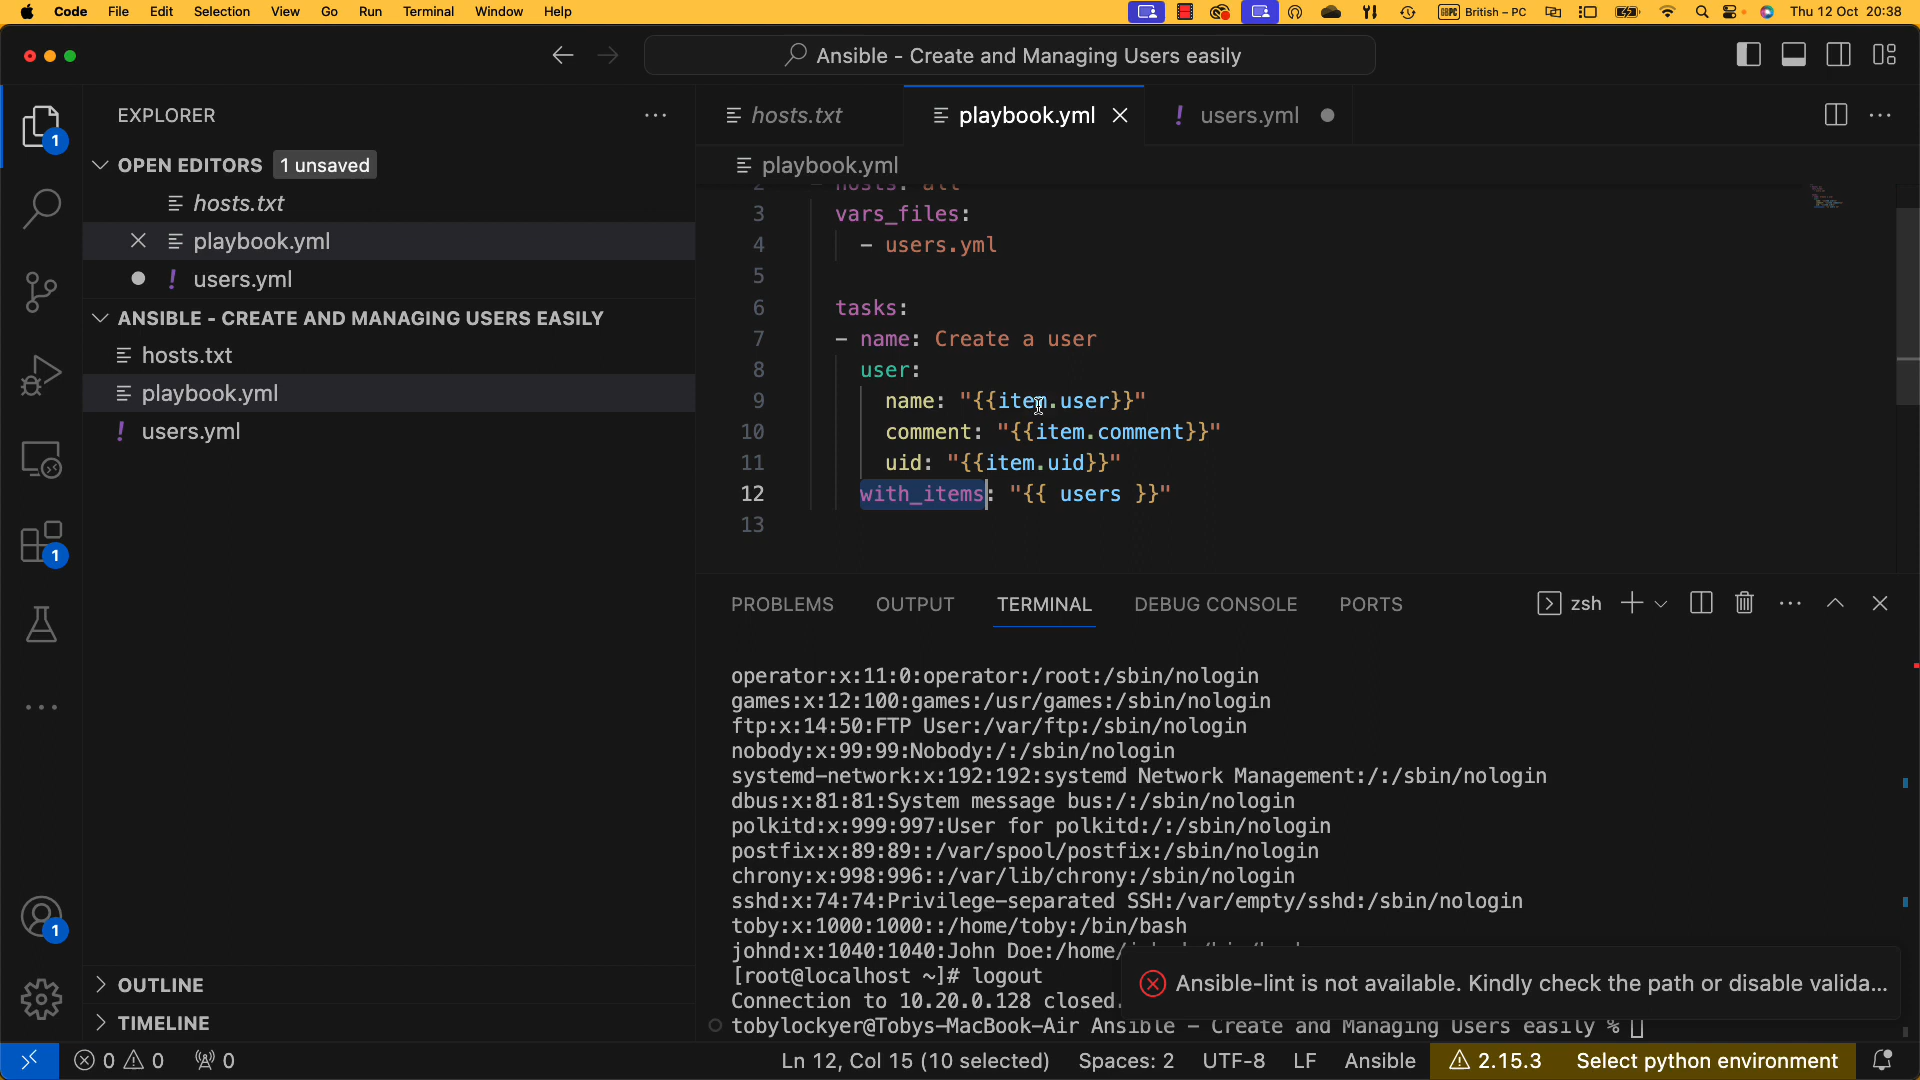 Code File Edit Selection View Go Run Terminal Window Help
ABC British – PC Thu 12 Oct 20:38
Ansible - Create and Managing Users easily
EXPLORER
OPEN EDITORS 1 unsaved
hosts.txt
playbook.yml
users.yml
ANSIBLE - CREATE AND MANAGING USERS EASILY
hosts.txt
playbook.yml
users.yml
OUTLINE
TIMELINE
1
1
1
hosts.txt playbook.yml users.yml
playbook.yml
2 - hosts: all
3 vars_files:
4 - users.yml
5
6 tasks:
7 - name: Create a user
8 user:
9 name: "{{item.user}}"
10 comment: "{{item.comment}}"
11 uid: "{{item.uid}}"
12 with_items: "{{ users }}"
13
PROBLEMS OUTPUT TERMINAL DEBUG CONSOLE PORTS
zsh
operator:x:11:0:operator:/root:/sbin/nologin
games:x:12:100:games:/usr/games:/sbin/nologin
ftp:x:14:50:FTP User:/var/ftp:/sbin/nologin
nobody:x:99:99:Nobody:/:/sbin/nologin
systemd-network:x:192:192:systemd Network Management:/:/sbin/nologin
dbus:x:81:81:System message bus:/:/sbin/nologin
polkitd:x:999:997:User for polkitd:/:/sbin/nologin
postfix:x:89:89::/var/spool/postfix:/sbin/nologin
chrony:x:998:996::/var/lib/chrony:/sbin/nologin
sshd:x:74:74:Privilege-separated SSH:/var/empty/sshd:/sbin/nologin
toby:x:1000:1000::/home/toby:/bin/bash
johnd:x:1040:1040:John Doe:/home/
[root@localhost ~]# logout
Connection to 10.20.0.128 closed.
tobylockyer@Tobys-MacBook-Air Ansible - Create and Managing Users easily %
Ansible-lint is not available. Kindly check the path or disable valida...
0 0 0
Ln 12, Col 15 (10 selected) Spaces: 2 UTF-8 LF Ansible 2.15.3 Select python environment